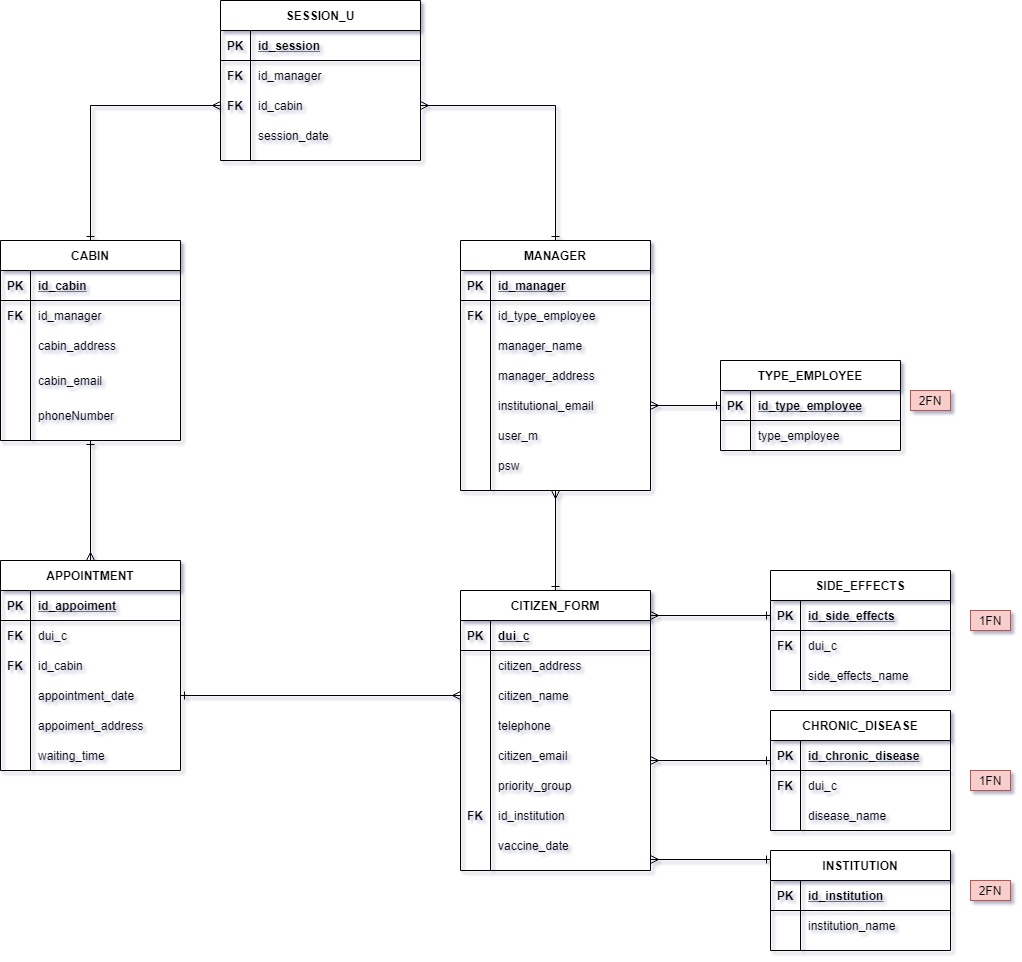 SESSION_U
PK id_session
FK id_manager
FK id_cabin
session_date
CABIN
PK id_cabin
FK id_manager
cabin_address
cabin_email
phoneNumber
MANAGER
PK id_manager
FK id_type_employee
manager_name
manager_address
institutional_email
user_m
psw
TYPE_EMPLOYEE
PK id_type_employee
type_employee
2FN
APPOINTMENT
PK id_appoiment
FK dui_c
FK id_cabin
appointment_date
appoiment_address
waiting_time
CITIZEN_FORM
PK dui_c
citizen_address
citizen_name
telephone
citizen_email
priority_group
FK id_institution
vaccine_date
SIDE_EFFECTS
PK id_side_effects
FK dui_c
side_effects_name
1FN
CHRONIC_DISEASE
PK id_chronic_disease
FK dui_c
disease_name
1FN
INSTITUTION
PK id_institution
institution_name
2FN